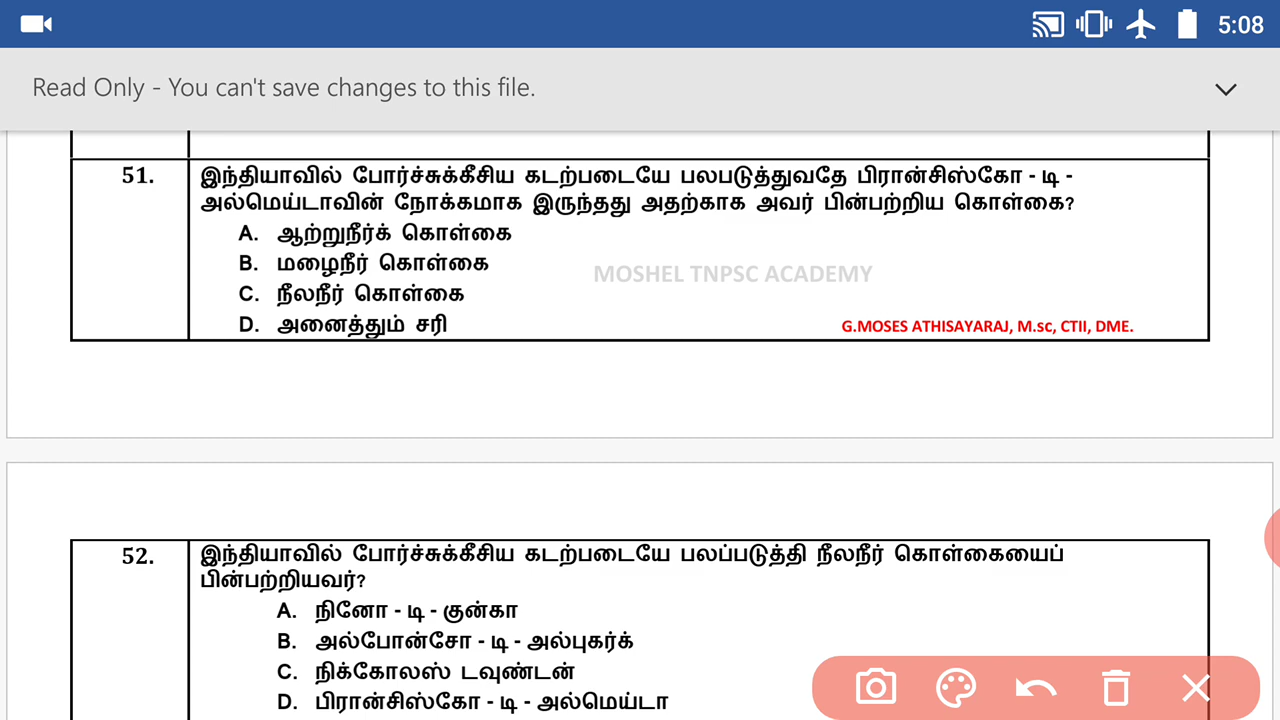 5:08
Read Only - You can't save changes to this file.
51. இந்தியாவில் போர்ச்சுக்கீசிய கடற்படையே பலபடுத்துவதே பிரான்சிஸ்கோ - டி -
அல்மெய்டாவின் நோக்கமாக இருந்தது அதற்காக அவர் பின்பற்றிய கொள்கை?
A. ஆற்றுநீர்க் கொள்கை
B. மழைநீர் கொள்கை
MOSHEL TNPSC ACADEMY
C. நீலநீர் கொள்கை
D. அனைத்தும் சரி
G.MOSES ATHISAYARAJ, M.sc, CTII, DME.
52. இந்தியாவில் போர்ச்சுக்கீசிய கடற்படையே பலப்படுத்தி நீலநீர் கொள்கையைப்
பின்பற்றியவர்?
A. நினோ - டி - குன்கா
B. அல்போன்சோ - டி - அல்புகர்க்
C. நிக்கோலஸ் டவுண்டன்
D. பிரான்சிஸ்கோ - டி - அல்மெய்டா